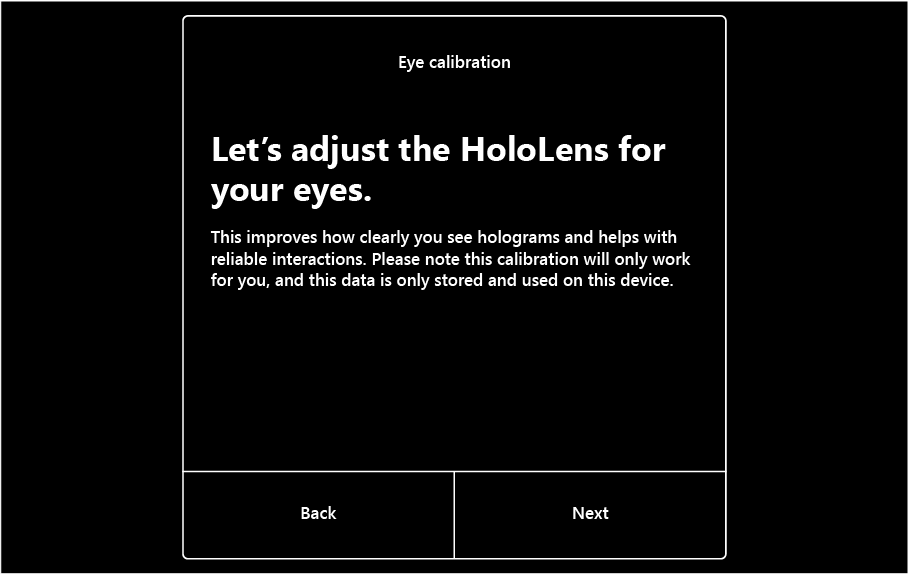 Eye calibration
Let’s adjust the HoloLens for
your eyes.
This improves how clearly you see holograms and helps with
reliable interactions. Please note this calibration will only work
for you, and this data is only stored and used on this device.
Back
Next